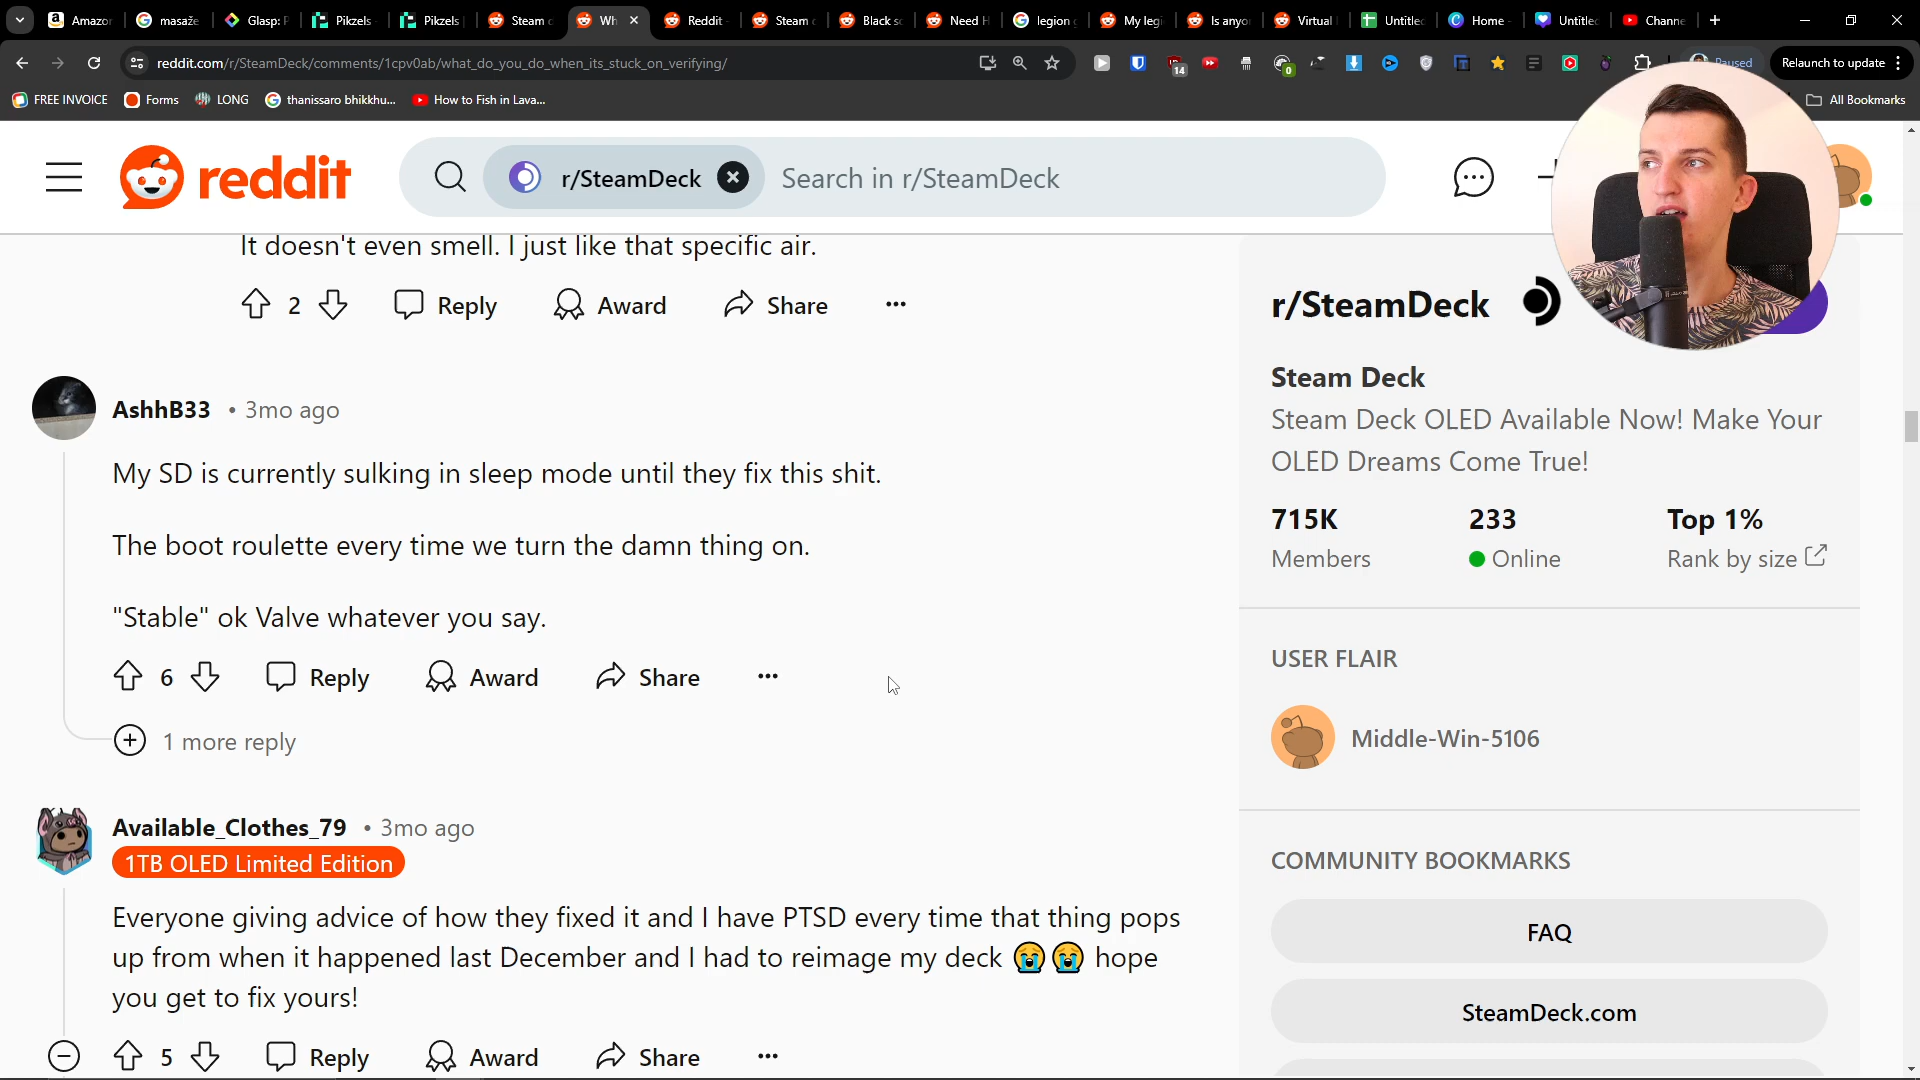 Amazon
masaže
Glasp: P
Pikzels
Pikzels
Steam c
Wh
Reddit -
Steam c
Black sc
Need H
legion
My legi
Is anyo
Virtual
Untitle
Home -
Untitle
Channe
reddit.com/r/SteamDeck/comments/1cpv0ab/what_do_you_do_when_its_stuck_on_verifying/
14
0
Paused
Relaunch to update
FREE INVOICE
Forms
LONG
thanissaro bhikkhu...
How to Fish in Lava...
All Bookmarks
reddit
r/SteamDeck
Search in r/SteamDeck
It doesn't even smell. I just like that specific air.
2 Reply Award Share
AshhB33 • 3mo ago
My SD is currently sulking in sleep mode until they fix this shit.
The boot roulette every time we turn the damn thing on.
"Stable" ok Valve whatever you say.
6 Reply Award Share
1 more reply
Available_Clothes_79 • 3mo ago
1TB OLED Limited Edition
Everyone giving advice of how they fixed it and I have PTSD every time that thing pops
up from when it happened last December and I had to reimage my deck 😭😭 hope
you get to fix yours!
5 Reply Award Share
r/SteamDeck
Steam Deck
Steam Deck OLED Available Now! Make Your
OLED Dreams Come True!
715K 233 Top 1%
Members Online Rank by size
USER FLAIR
Middle-Win-5106
COMMUNITY BOOKMARKS
FAQ
SteamDeck.com